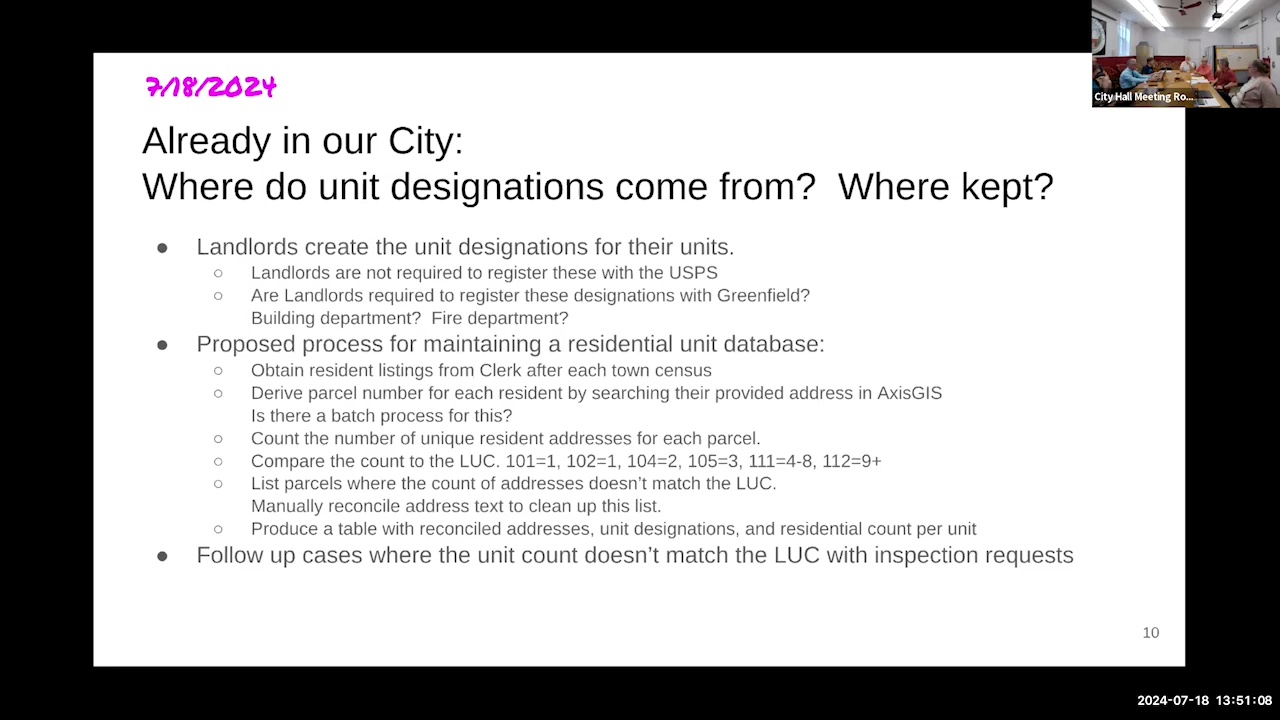 7/18/2024
City Hall Meeting Ro...
Already in our City:
Where do unit designations come from?  Where kept?
● Landlords create the unit designations for their units.
○ Landlords are not required to register these with the USPS
○ Are Landlords required to register these designations with Greenfield?
Building department?  Fire department?
● Proposed process for maintaining a residential unit database:
○ Obtain resident listings from Clerk after each town census
○ Derive parcel number for each resident by searching their provided address in AxisGIS
Is there a batch process for this?
○ Count the number of unique resident addresses for each parcel.
○ Compare the count to the LUC. 101=1, 102=1, 104=2, 105=3, 111=4-8, 112=9+
○ List parcels where the count of addresses doesn’t match the LUC.
Manually reconcile address text to clean up this list.
○ Produce a table with reconciled addresses, unit designations, and residential count per unit
● Follow up cases where the unit count doesn’t match the LUC with inspection requests
10
2024-07-18 13:51:08